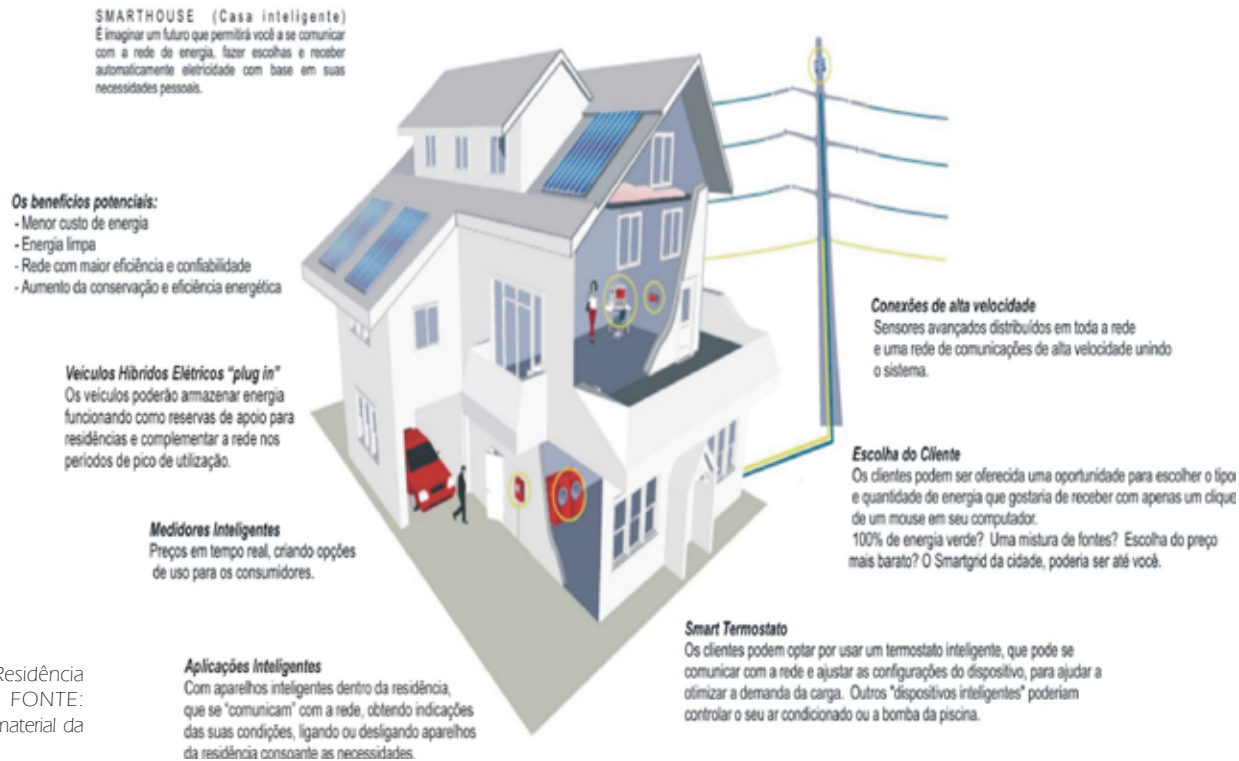 SMARTHOUSE (Casa inteligente)
É imaginar um futuro que permitirá você a se comunicar
com a rede de energia, fazer escolhas e receber
automaticamente eletricidade com base em suas
necessidades pessoais.
Os benefícios potenciais:
- Menor custo de energia
- Energia limpa
- Rede com maior eficiência e confiabilidade
- Aumento da conservação e eficiência energética
Veículos Híbridos Elétricos “plug in”
Os veículos poderão armazenar energia
funcionando como reservas de apoio para
residências e complementar a rede nos
períodos de pico de utilização.
Medidores Inteligentes
Preços em tempo real, criando opções
de uso para os consumidores.
Aplicações Inteligentes
Com aparelhos inteligentes dentro da residência,
que se “comunicam” com a rede, obtendo indicações
das suas condições, ligando ou desligando aparelhos
da residência consoante as necessidades.
Conexões de alta velocidade
Sensores avançados distribuídos em toda a rede
e uma rede de comunicações de alta velocidade unindo
o sistema.
Escolha do Cliente
Os clientes podem ser oferecida uma oportunidade para escolher o tipo
e quantidade de energia que gostaria de receber com apenas um clique
de um mouse em seu computador.
100% de energia verde? Uma mistura de fontes? Escolha do preço
mais barato? O Smartgrid da cidade, poderia ser até você.
Smart Termostato
Os clientes podem optar por usar um termostato inteligente, que pode se
comunicar com a rede e ajustar as configurações do dispositivo, para ajudar a
otimizar a demanda da carga. Outros "dispositivos inteligentes" poderiam
controlar o seu ar condicionado ou a bomba da piscina.
Residência
FONTE:
material da